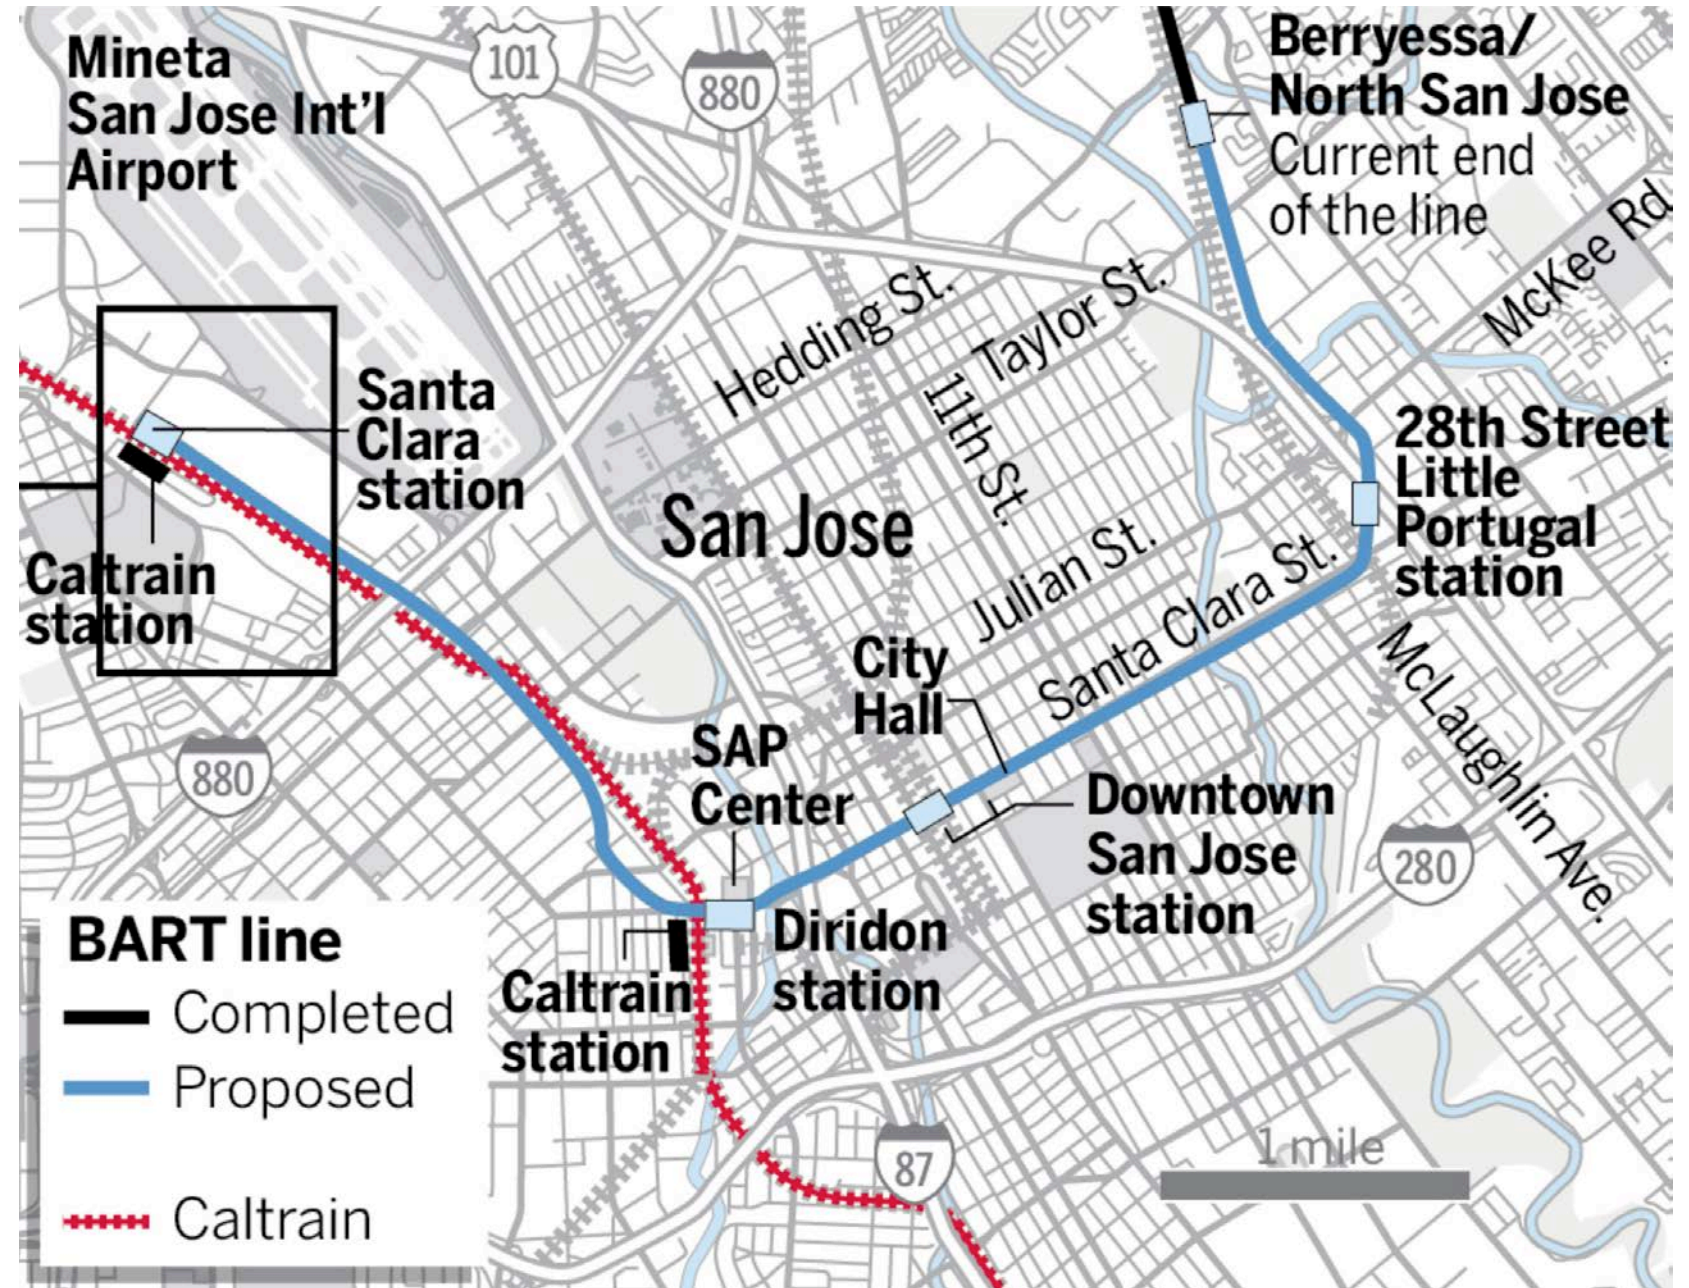 Mineta
San Jose Int'l
Airport
101
880
Berryessa/
North San Jose
Current end
of the line
McKee Rd.
Hedding St.
Taylor St.
11th St.
Santa
Clara
station
Caltrain
station
San Jose
28th Street
Little
Portugal
station
Julian St.
Santa Clara St.
City
Hall
McLaughlin Ave.
SAP
Center
880
Downtown
San Jose
station
280
Diridon
station
Caltrain
station
BART line
Completed
Proposed
Caltrain
87
1 mile